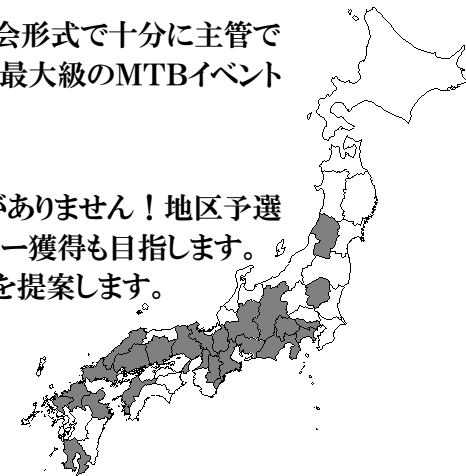 会形式で十分に主管で
最大級のMTBイベント
がありません！地区予選
ー獲得も目指します。
を提案します。